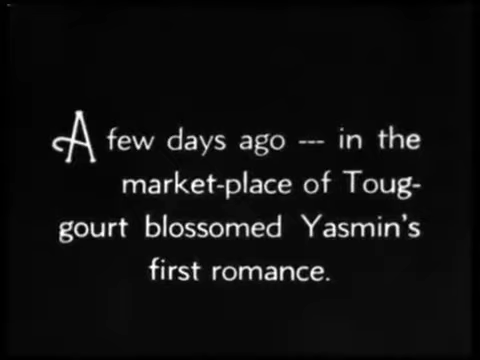 A few days ago --- in the
market-place of Toug-
gourt blossomed Yasmin's
first romance.